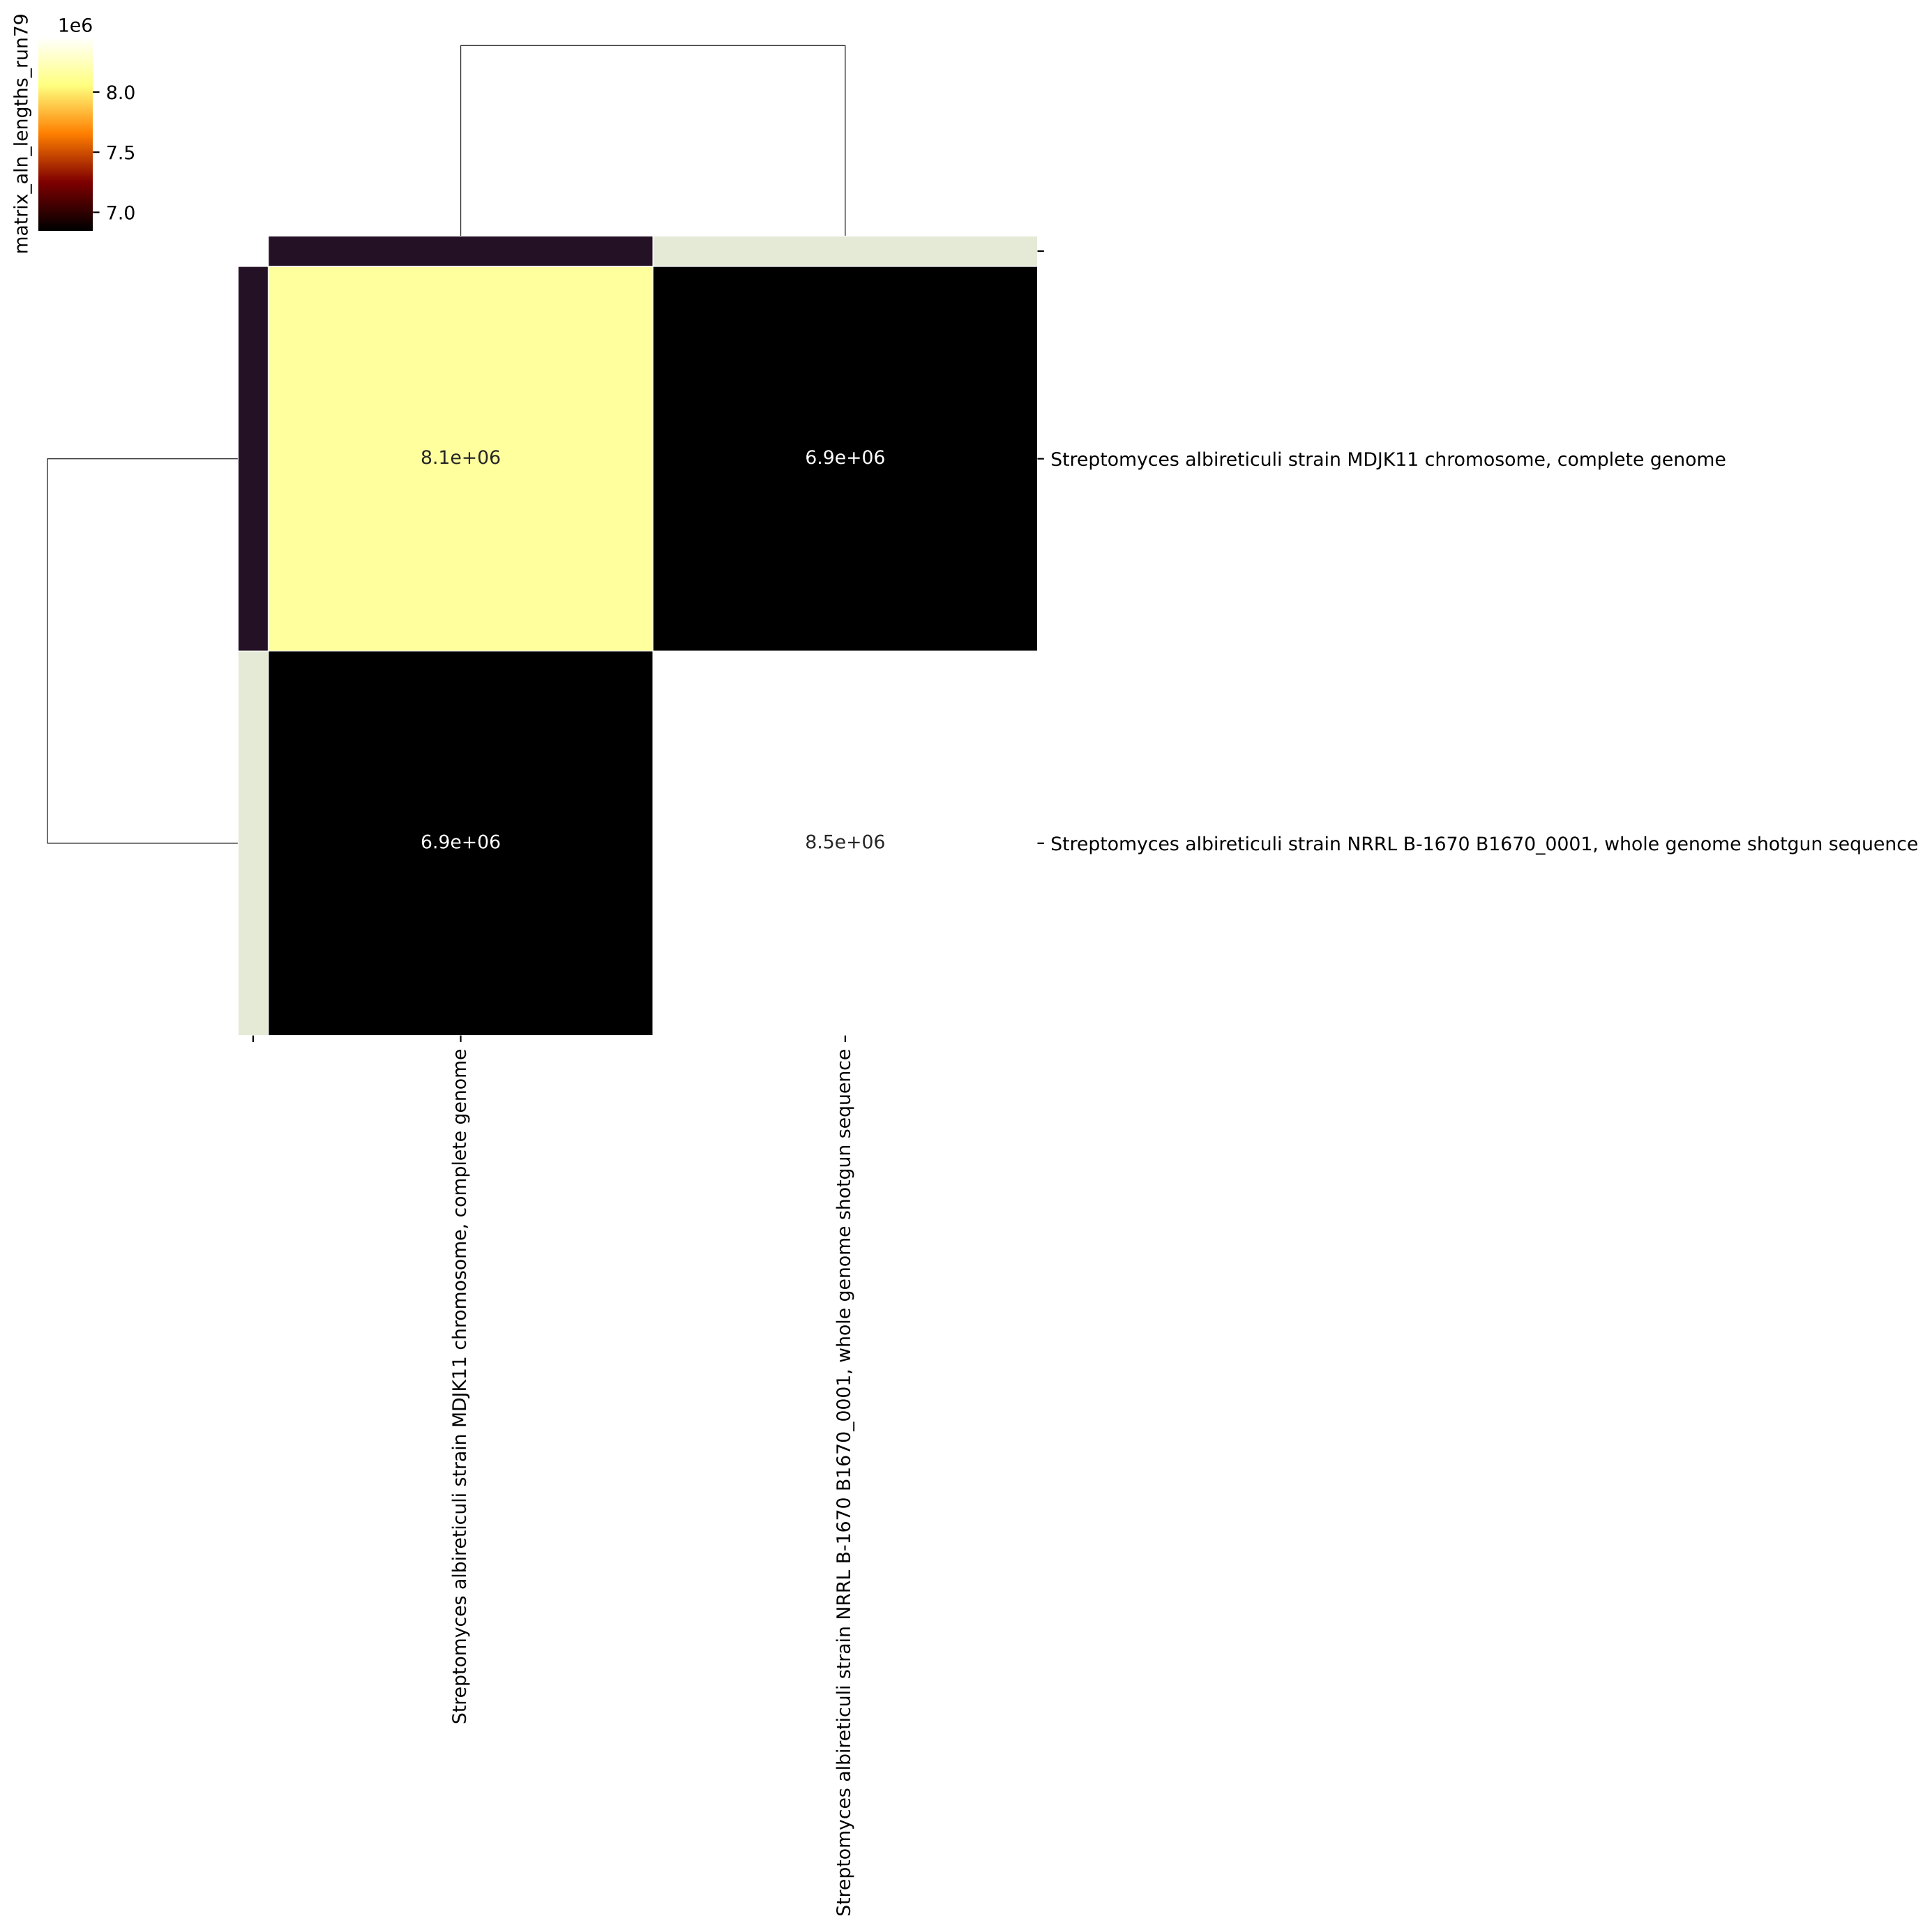 matrix_aln_lengths_run79
1e6
8.0
7.5
7.0
8.1e+06
6.9e+06
Streptomyces albireticuli strain MDJK11 chromosome, complete genome
6.9e+06
8.5e+06
Streptomyces albireticuli strain NRRL B-1670 B1670_0001, whole genome shotgun sequence
Streptomyces albireticuli strain MDJK11 chromosome, complete genome
Streptomyces albireticuli strain NRRL B-1670 B1670_0001, whole genome shotgun sequence